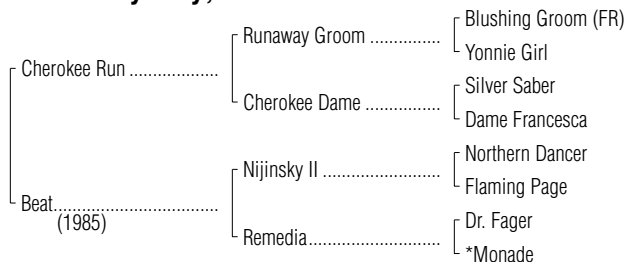 Blushing Groom (FR)
Runaway Groom ..................
Yonnie Girl
Cherokee Run ...................
Silver Saber
Cherokee Dame ................
Dame Francesca
Northern Dancer
Nijinsky II .........................
Flaming Page
Beat...................................
(1985)
Dr. Fager
Remedia............................
*Monade